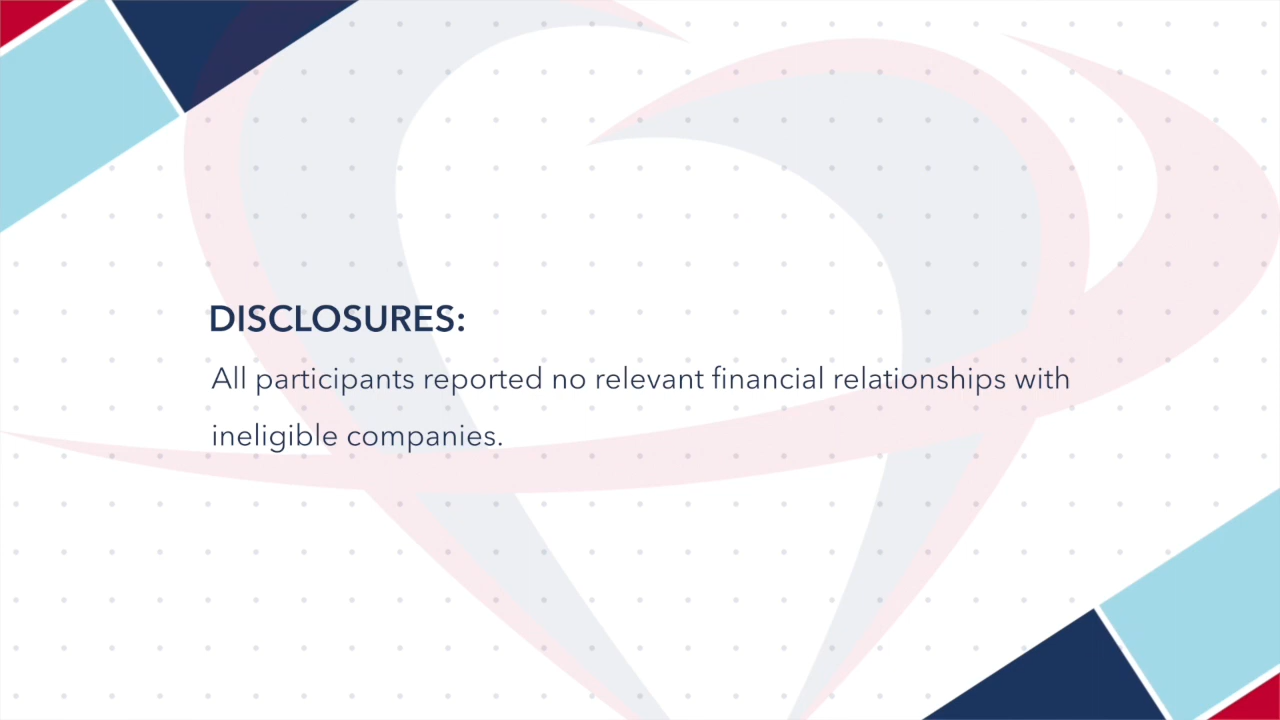 DISCLOSURES:
All participants reported no relevant financial relationships with
ineligible companies.